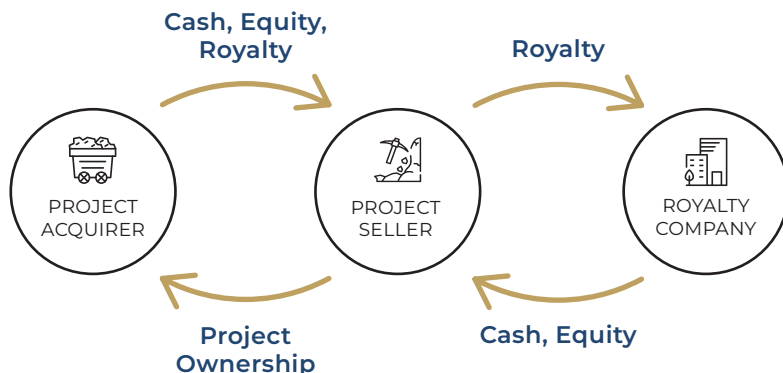 Cash, Equity,
Royalty
Royalty
PROJECT
ACQUIRER
PROJECT
SELLER
ROYALTY
COMPANY
Project
Ownership
Cash, Equity